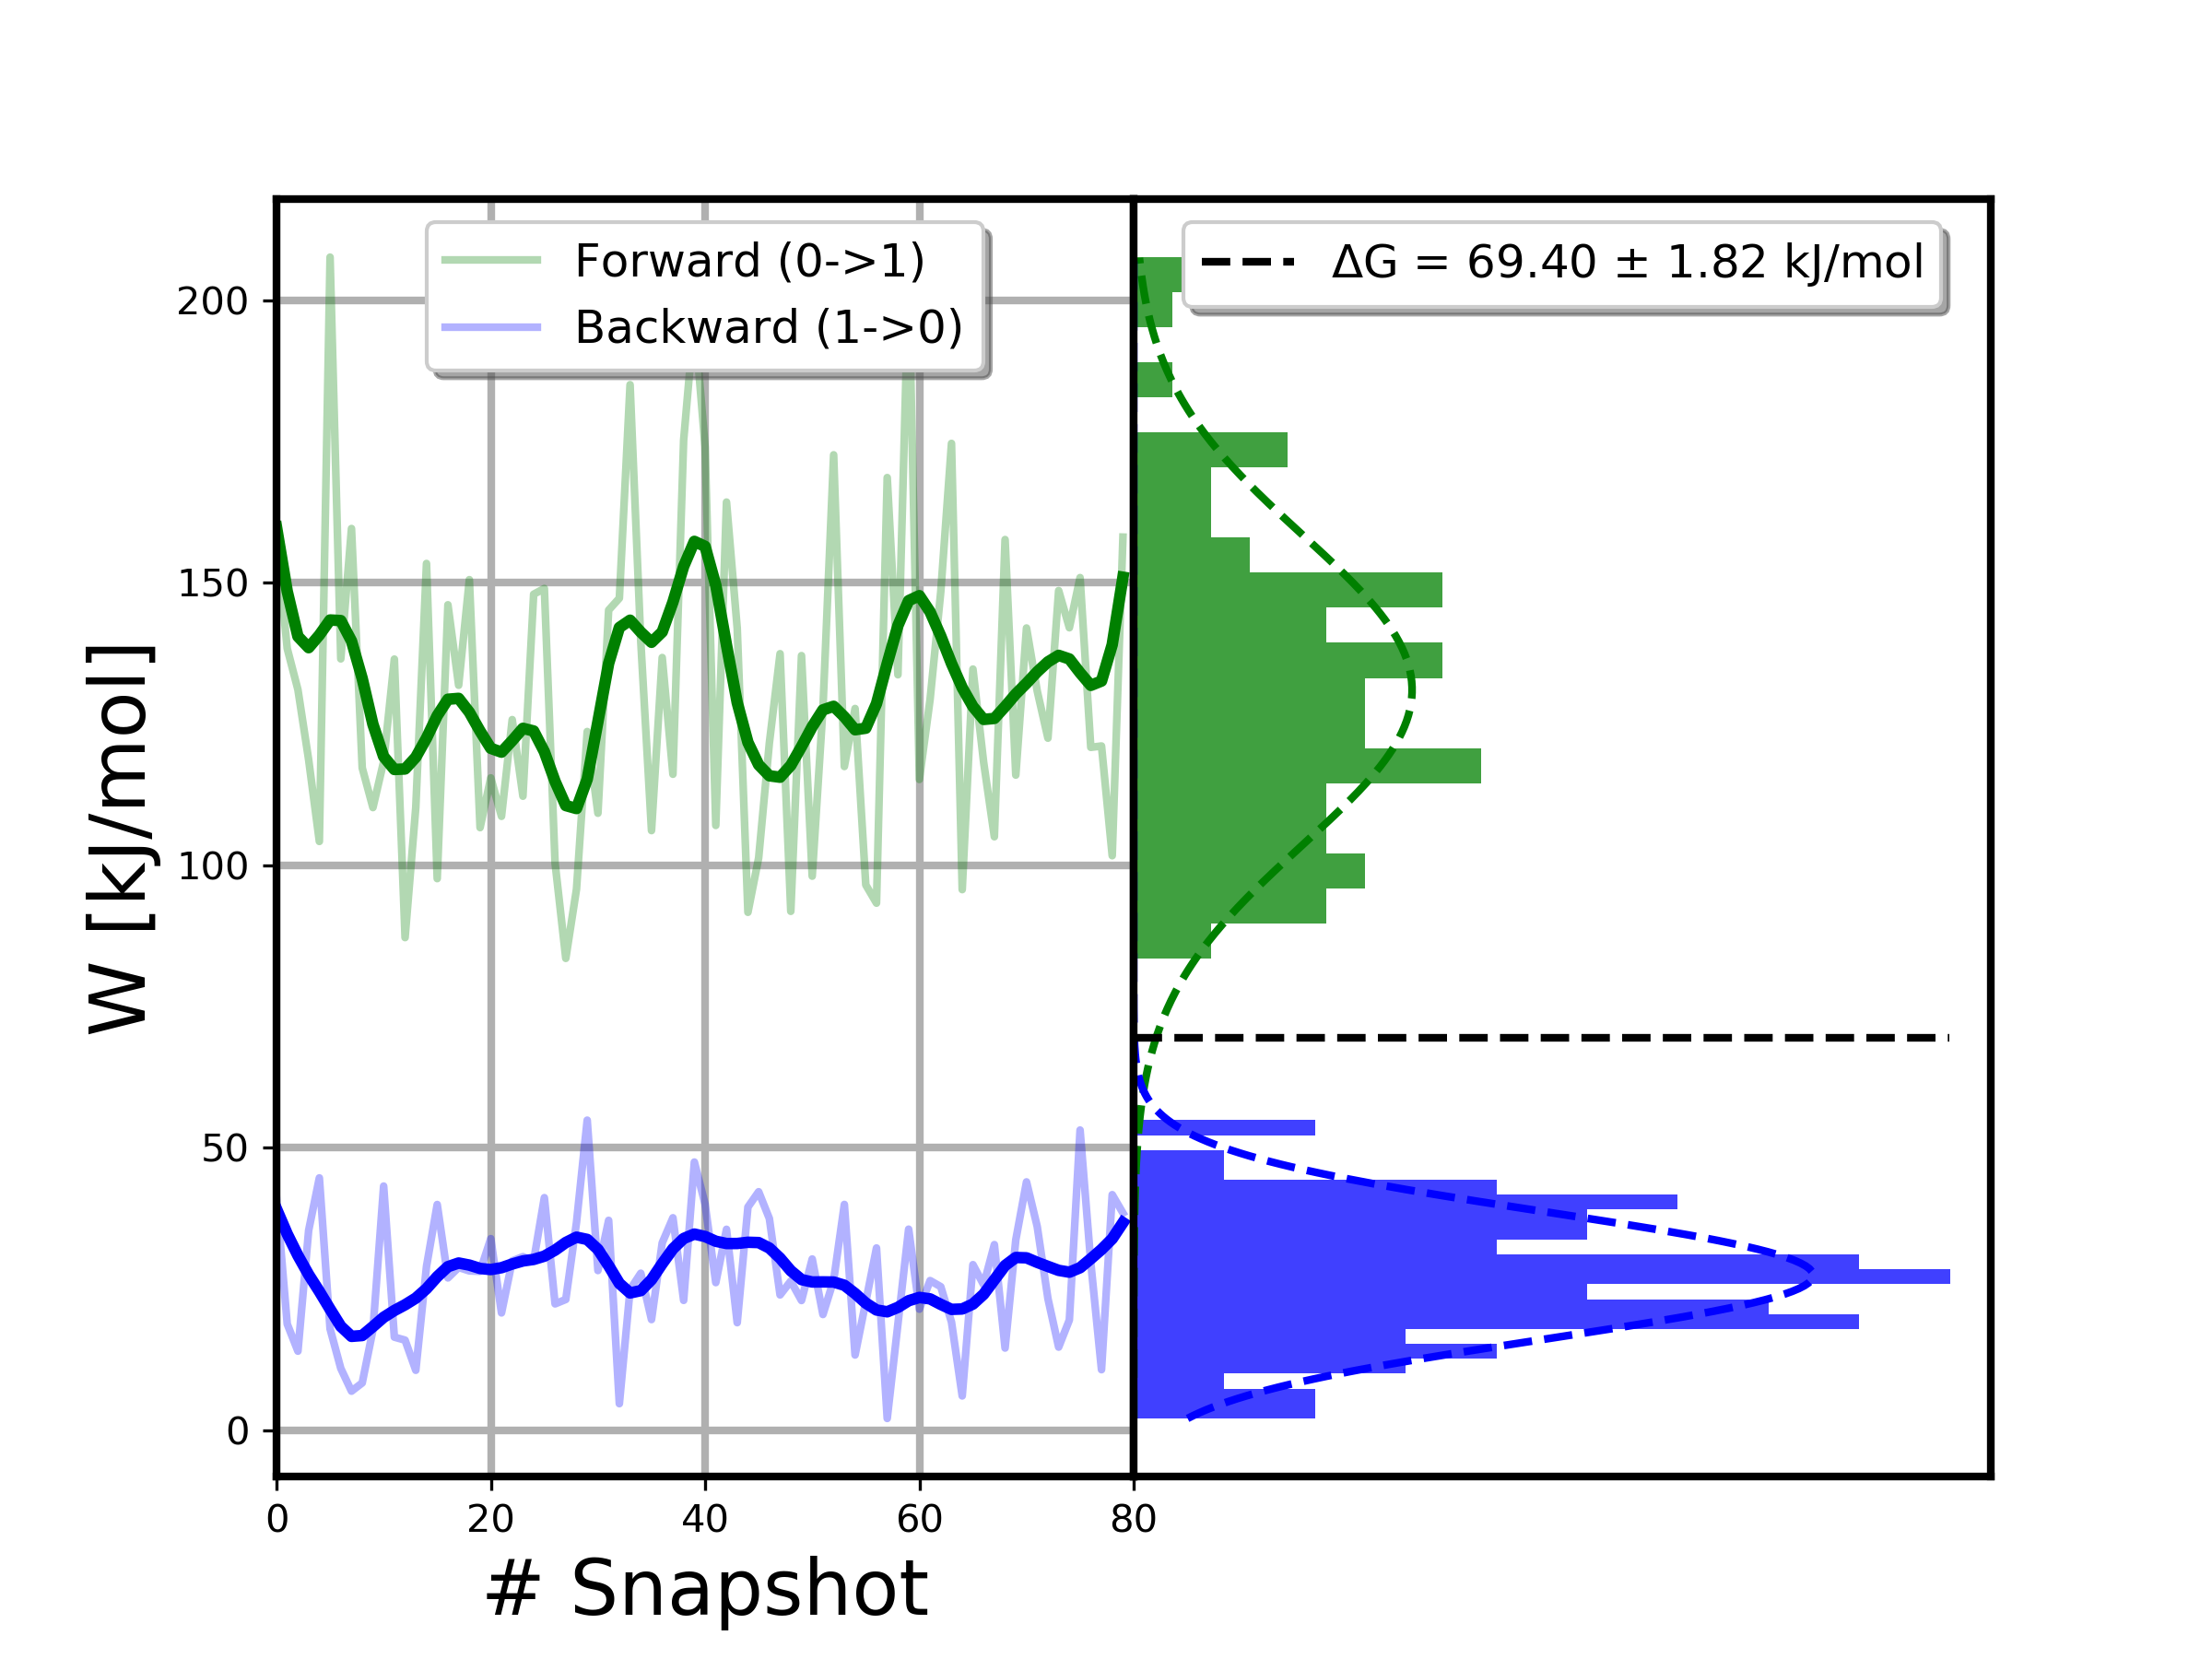 Forward (0->1)
Backward (1->0)
ΔG = 69.40 ± 1.82 kJ/mol
W [kJ/mol]
200
150
100
50
0
0 20 40 60 80
# Snapshot